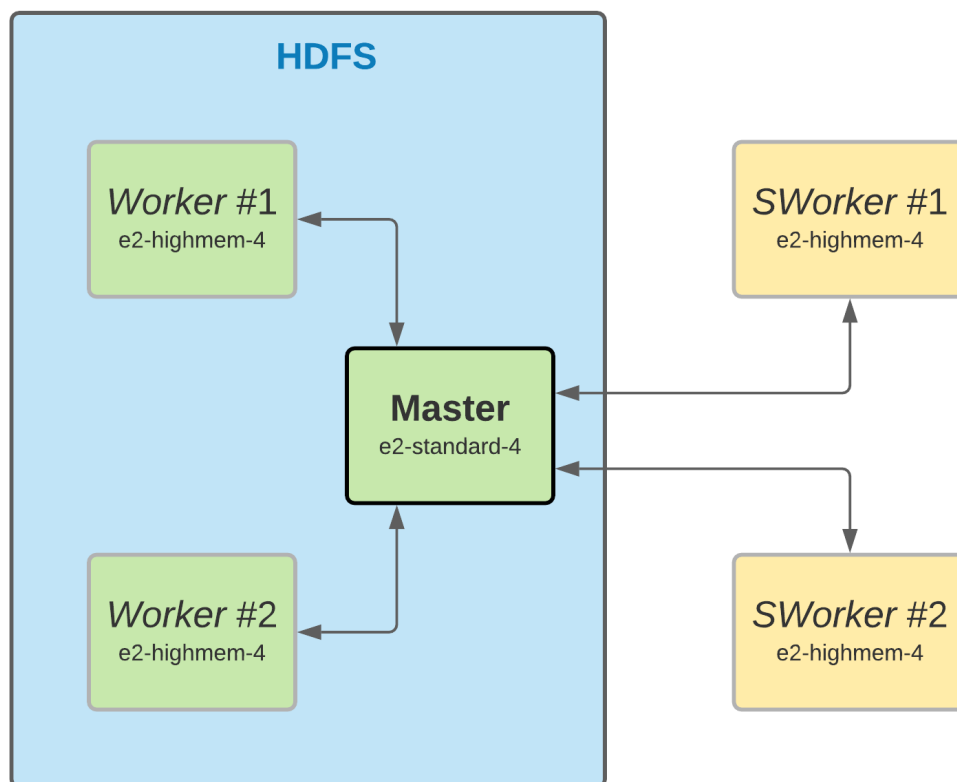 HDFS
Worker #1
e2-highmem-4
SWorker #1
e2-highmem-4
Master
e2-standard-4
Worker #2
e2-highmem-4
SWorker #2
e2-highmem-4